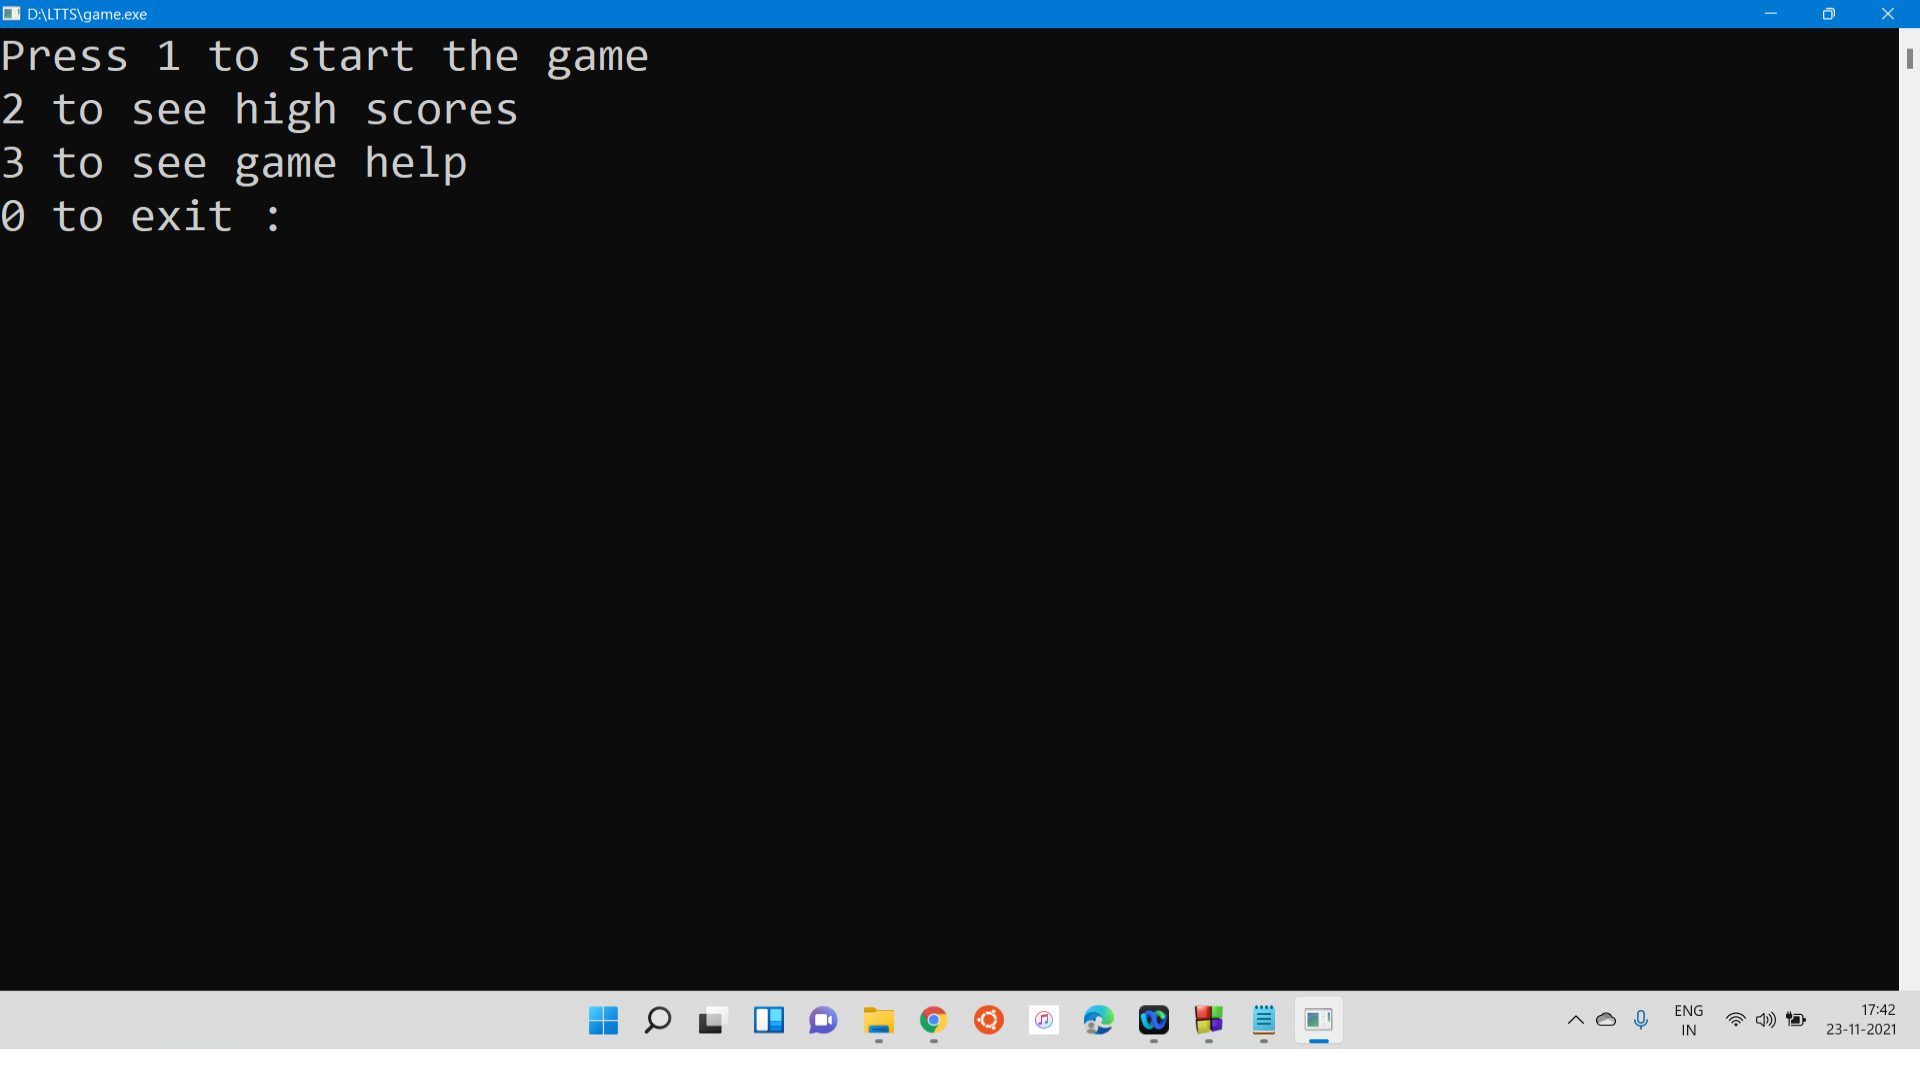 D:\LTTS\game.exe
Press 1 to start the game
2 to see high scores
3 to see game help
0 to exit :
ENG
IN
17:42
23-11-2021